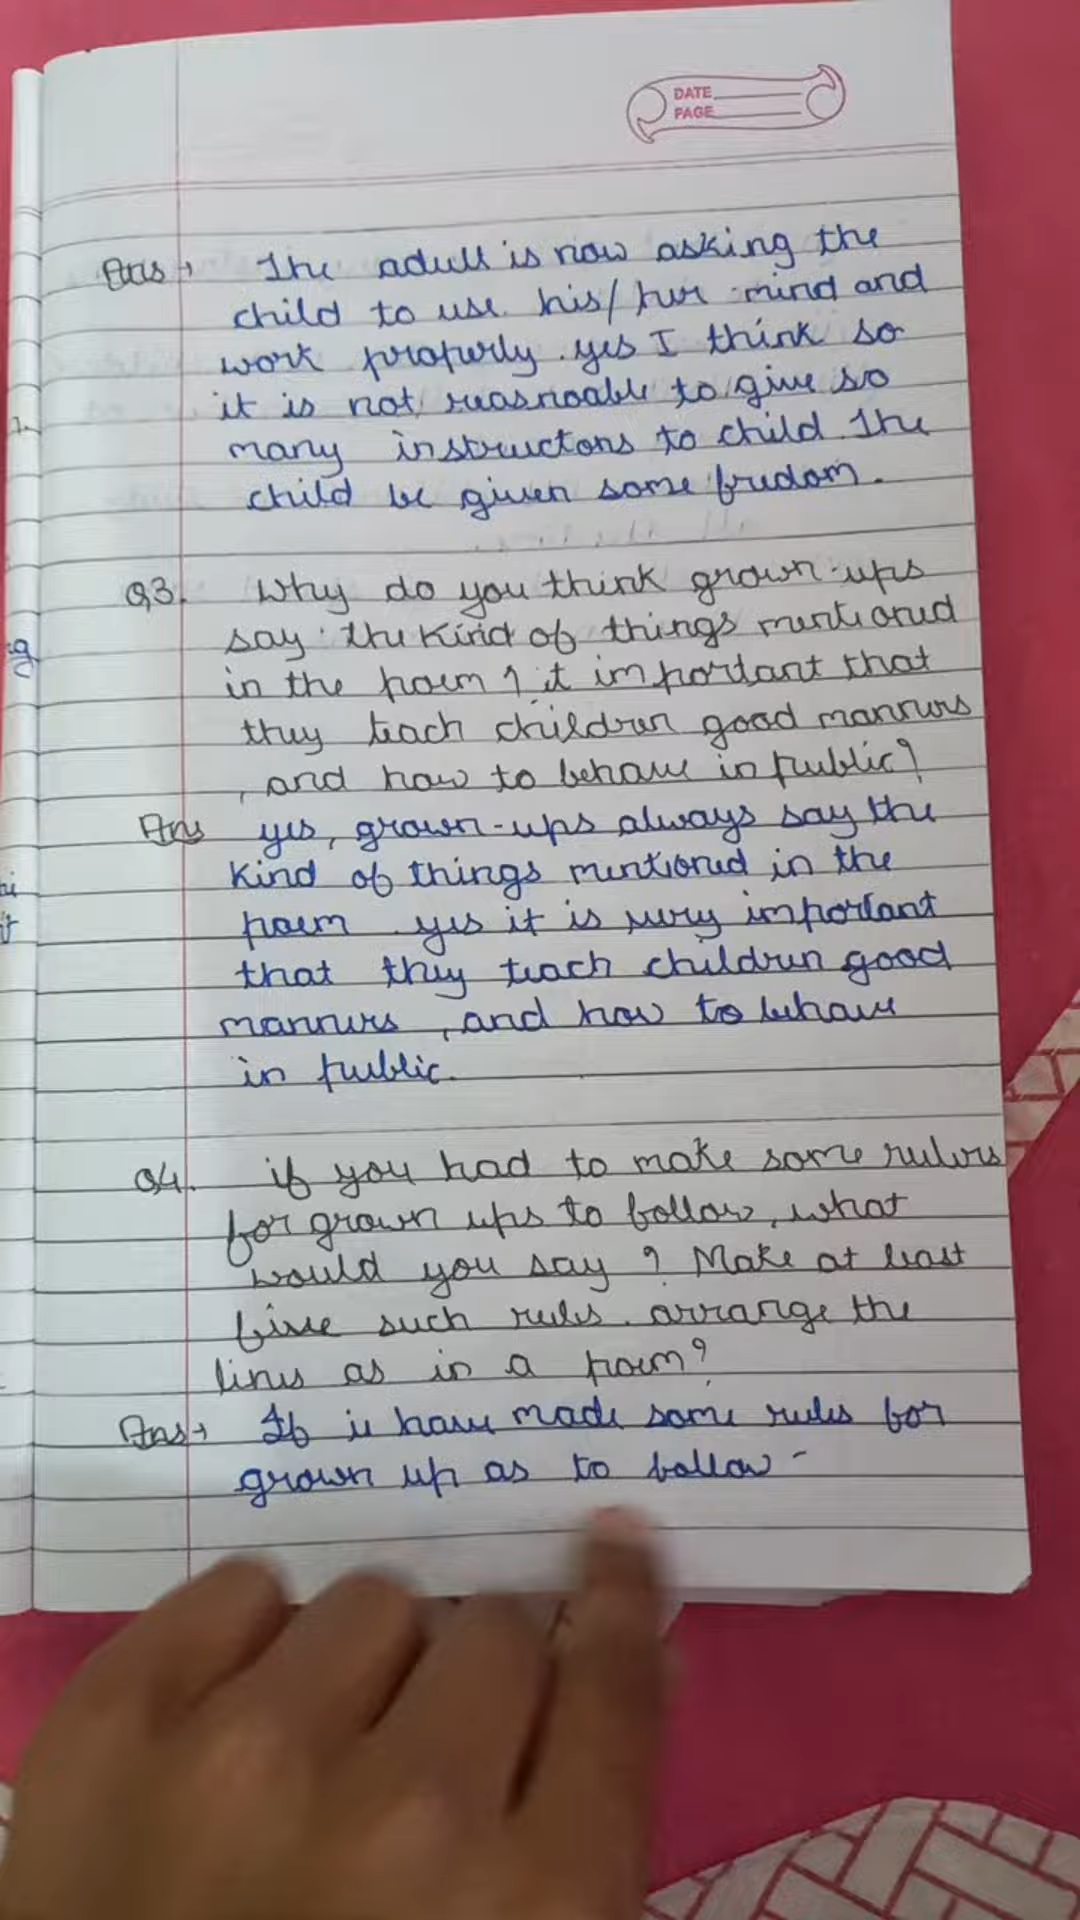 DATE
PAGE
Ans→ The adult is now asking the
child to use his/her mind and
work properly. yes I think so
it is not reasnoable to give so
many instructons to child. The
child be given some fredom.
Q3. Why do you think grown-ups
say the kind of things mentioned
in the poem? it important that
they teach children good manners
, and how to behave in public?
Ans yes, grown-ups always say the
kind of things mentioned in the
poem yes it is very important
that they teach children good
manners, and how to behave
in public.
Q4. if you had to make some rulers
for grown ups to follow, what
would you say? Make at least
five such rules. arrange the
lines as in a poem?
Ans→ If i have made some rules for
grown up as to follow -
g